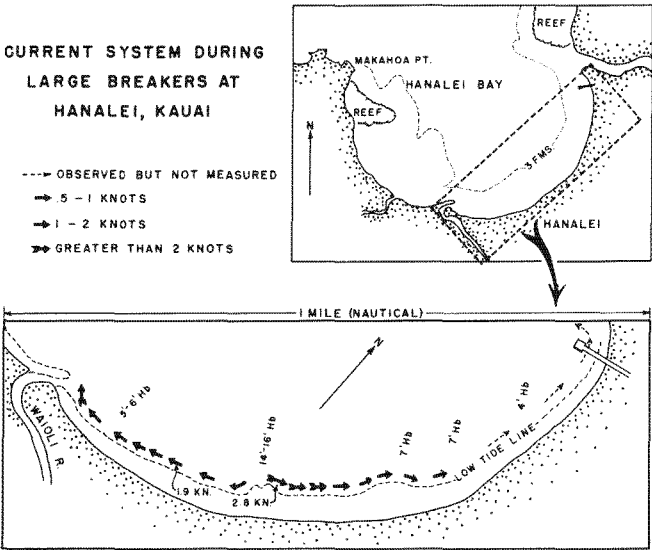 CURRENT SYSTEM DURING
LARGE BREAKERS AT
HANALEI, KAUAI
OBSERVED BUT NOT MEASURED
.5 - 1 KNOTS
1 - 2 KNOTS
GREATER THAN 2 KNOTS
REEF
MAKAHOA PT.
HANALEI BAY
REEF
N
3 FMS
HANALEI
1 MILE (NAUTICAL)
N
WAIOLI R.
5'-6' Hb
14'-16' Hb
7' Hb
7' Hb
4' Hb
LOW TIDE LINE
1.9 KN.
2.8 KN.